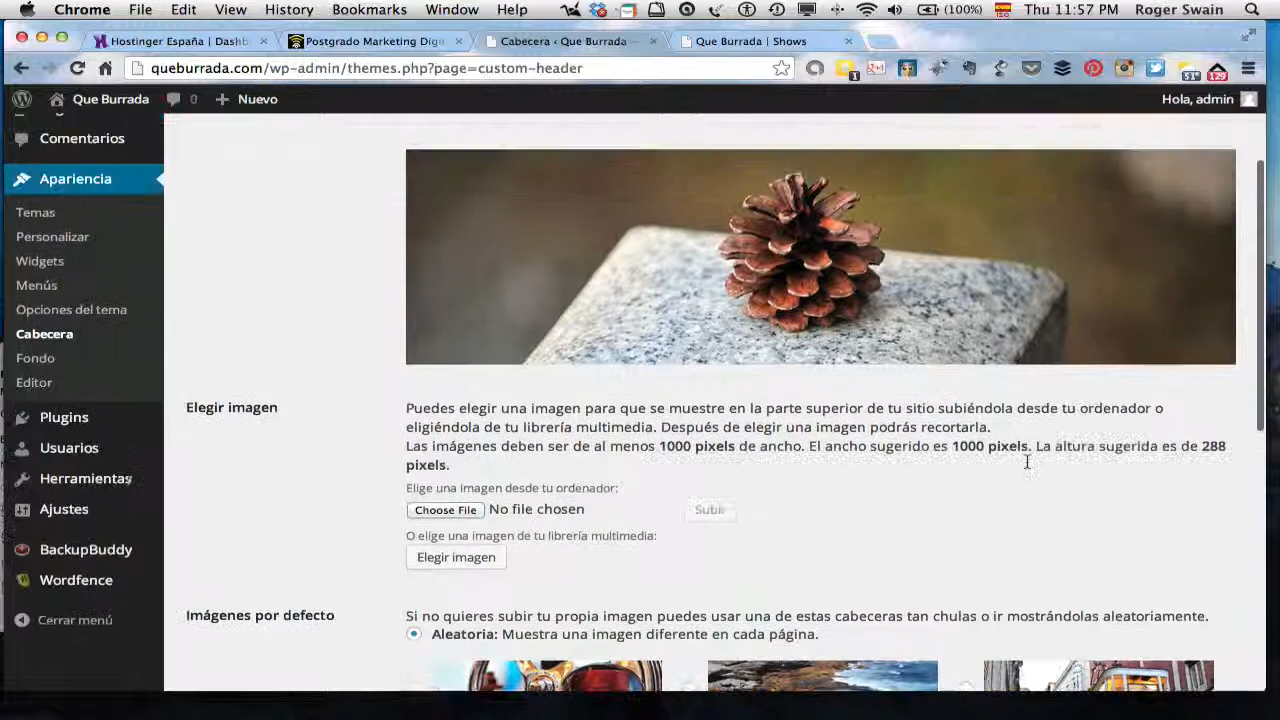 Chrome File Edit View History Bookmarks Window Help (100%) ISO Thu 11:57 PM Roger Swain
Hostinger España | Dashb Postgrado Marketing Digi Cabecera ‹ Que Burrada — Que Burrada | Shows
queburrada.com/wp-admin/themes.php?page=custom-header 1 51° 129
Que Burrada 0 Nuevo Hola, admin
Comentarios
Apariencia
Temas
Personalizar
Widgets
Menús
Opciones del tema
Cabecera
Fondo
Editor
Plugins
Usuarios
Herramientas
Ajustes
BackupBuddy
Wordfence
Cerrar menú
Elegir imagen
Puedes elegir una imagen para que se muestre en la parte superior de tu sitio subiéndola desde tu ordenador o
eligiéndola de tu librería multimedia. Después de elegir una imagen podrás recortarla.
Las imágenes deben ser de al menos 1000 pixels de ancho. El ancho sugerido es 1000 pixels. La altura sugerida es de 288
pixels.
Elige una imagen desde tu ordenador:
Choose File No file chosen Subir
O elige una imagen de tu librería multimedia:
Elegir imagen
Imágenes por defecto
Si no quieres subir tu propia imagen puedes usar una de estas cabeceras tan chulas o ir mostrándolas aleatoriamente.
Aleatoria: Muestra una imagen diferente en cada página.